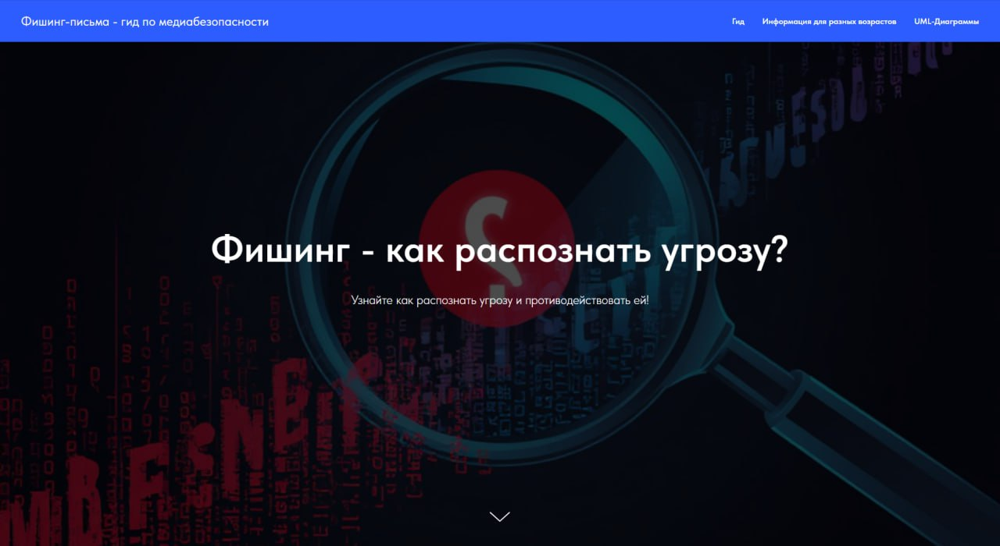 Фишинг-письма - гид по медиабезопасности
Гид
Информация для разных возрастов
UML-Диаграммы
Фишинг - как распознать угрозу?
Узнайте как распознать угрозу и противодействовать ей!